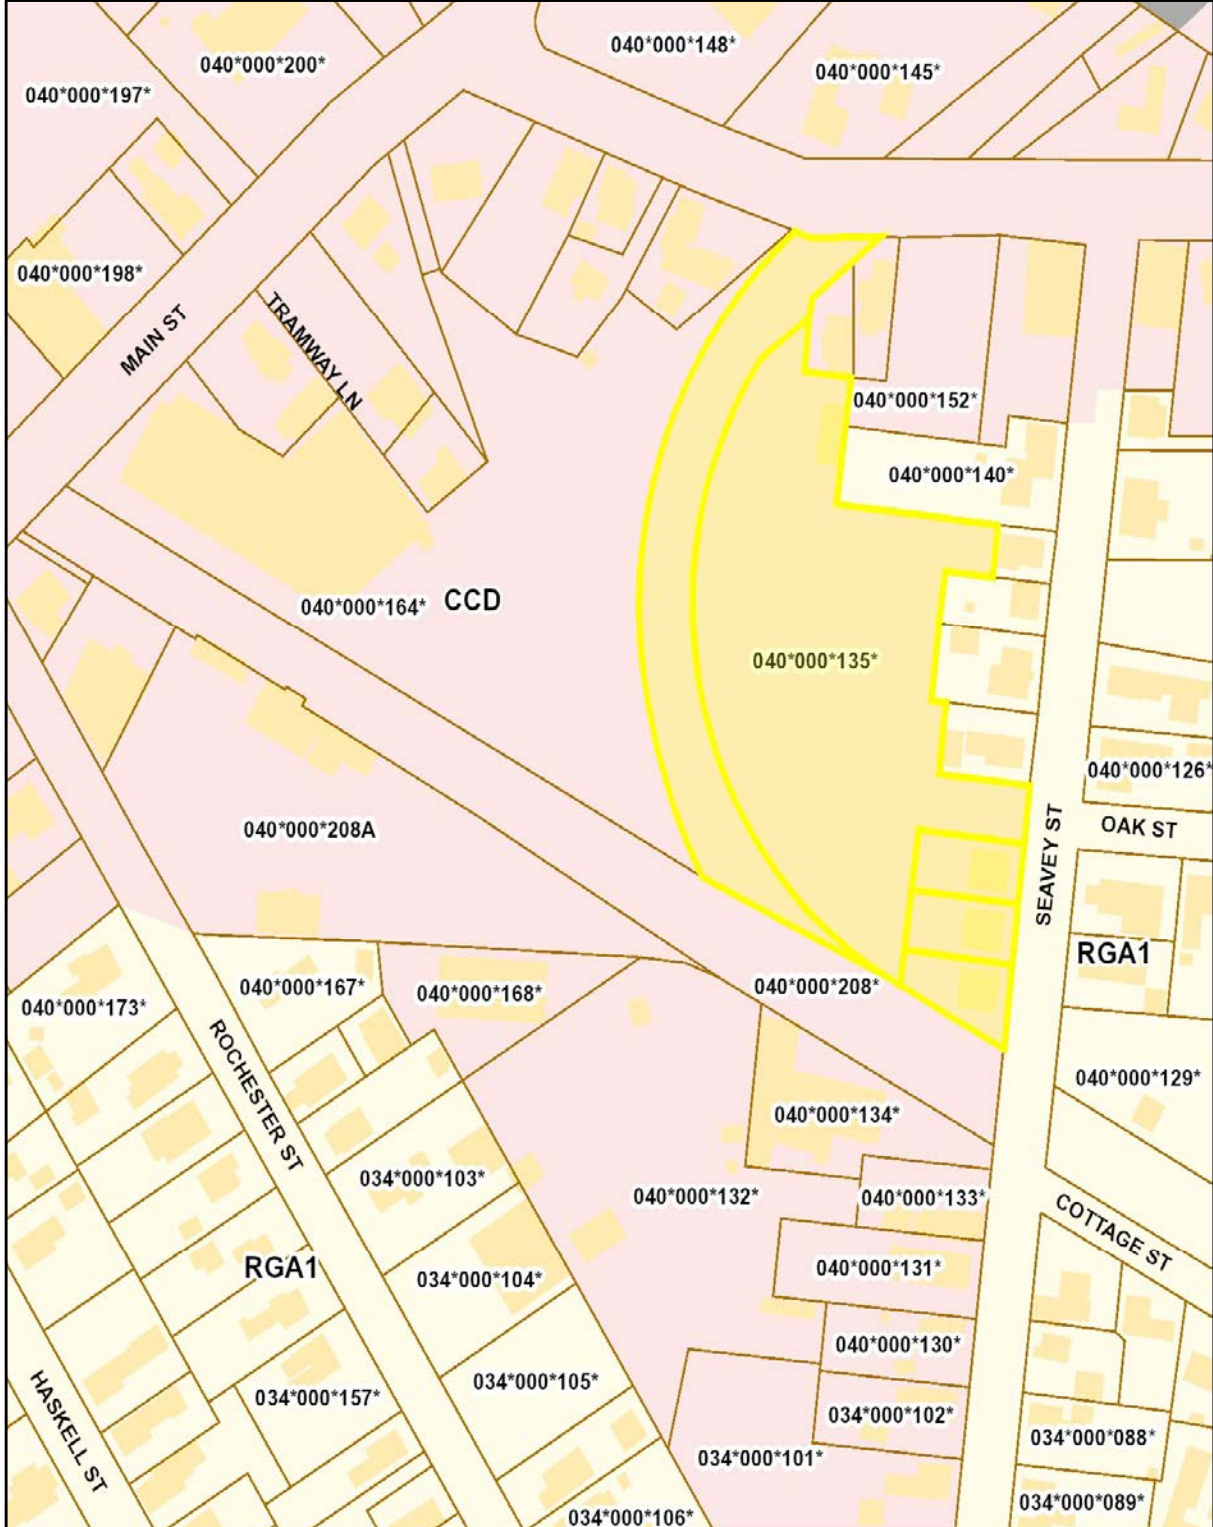 040*000*148*
040*000*200*
040*000*145*
040*000*197*
040*000*198*
TRAMWAY LN
MAIN ST
040*000*152*
040*000*140*
040*000*164*
CCD
040*000*135*
040*000*126*
040*000*208A
OAK ST
SEAVEY ST
RGA1
040*000*167*
040*000*168*
040*000*208*
040*000*173*
ROCHESTER ST
040*000*129*
040*000*134*
034*000*103*
040*000*132*
040*000*133*
COTTAGE ST
RGA1
034*000*104*
040*000*131*
040*000*130*
HASKELL ST
034*000*157*
034*000*105*
034*000*102*
034*000*088*
034*000*101*
034*000*089*
034*000*106*